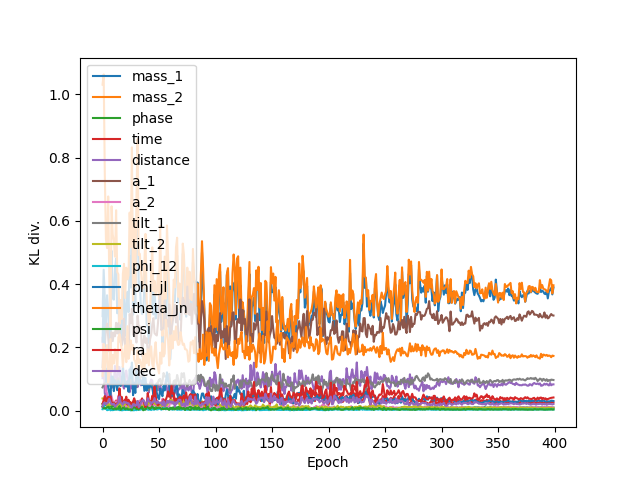 1.0
0.8
0.6
0.4
0.2
0.0
KL div.
mass_1
mass_2
phase
time
distance
a_1
a_2
tilt_1
tilt_2
phi_12
phi_jl
theta_jn
psi
ra
dec
0 50 100 150 200 250 300 350 400
Epoch